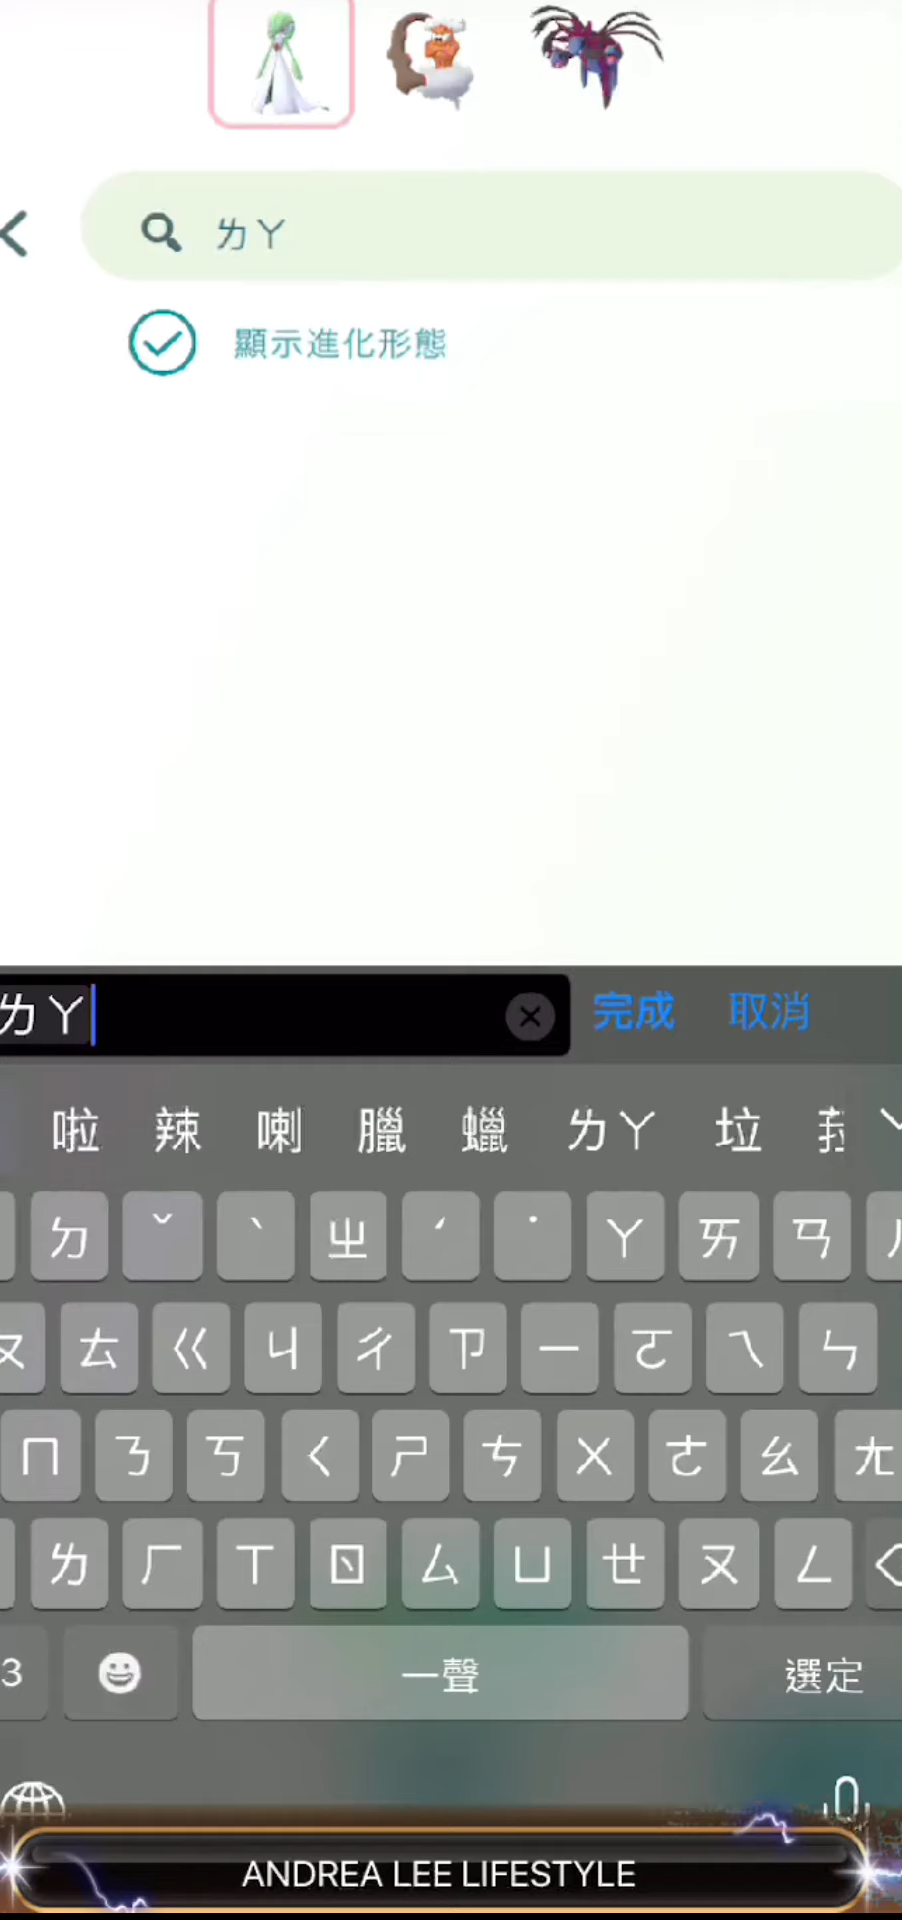 ㄌㄚ
顯示進化形態
ㄌㄚ
完成 取消
啦 辣 喇 臘 蠟 ㄌㄚ 垃
ㄉ ˇ ˋ ㄓ ˊ ˙ ㄚ ㄞ ㄢ ㄦ
ㄆ ㄊ ㄍ ㄐ ㄔ ㄗ ㄧ ㄛ ㄟ ㄣ
ㄇ ㄋ ㄎ ㄑ ㄕ ㄘ ㄨ ㄜ ㄠ ㄤ
ㄌ ㄏ ㄒ ㄖ ㄙ ㄩ ㄝ ㄡ ㄥ
3 一聲 選定
ANDREA LEE LIFESTYLE